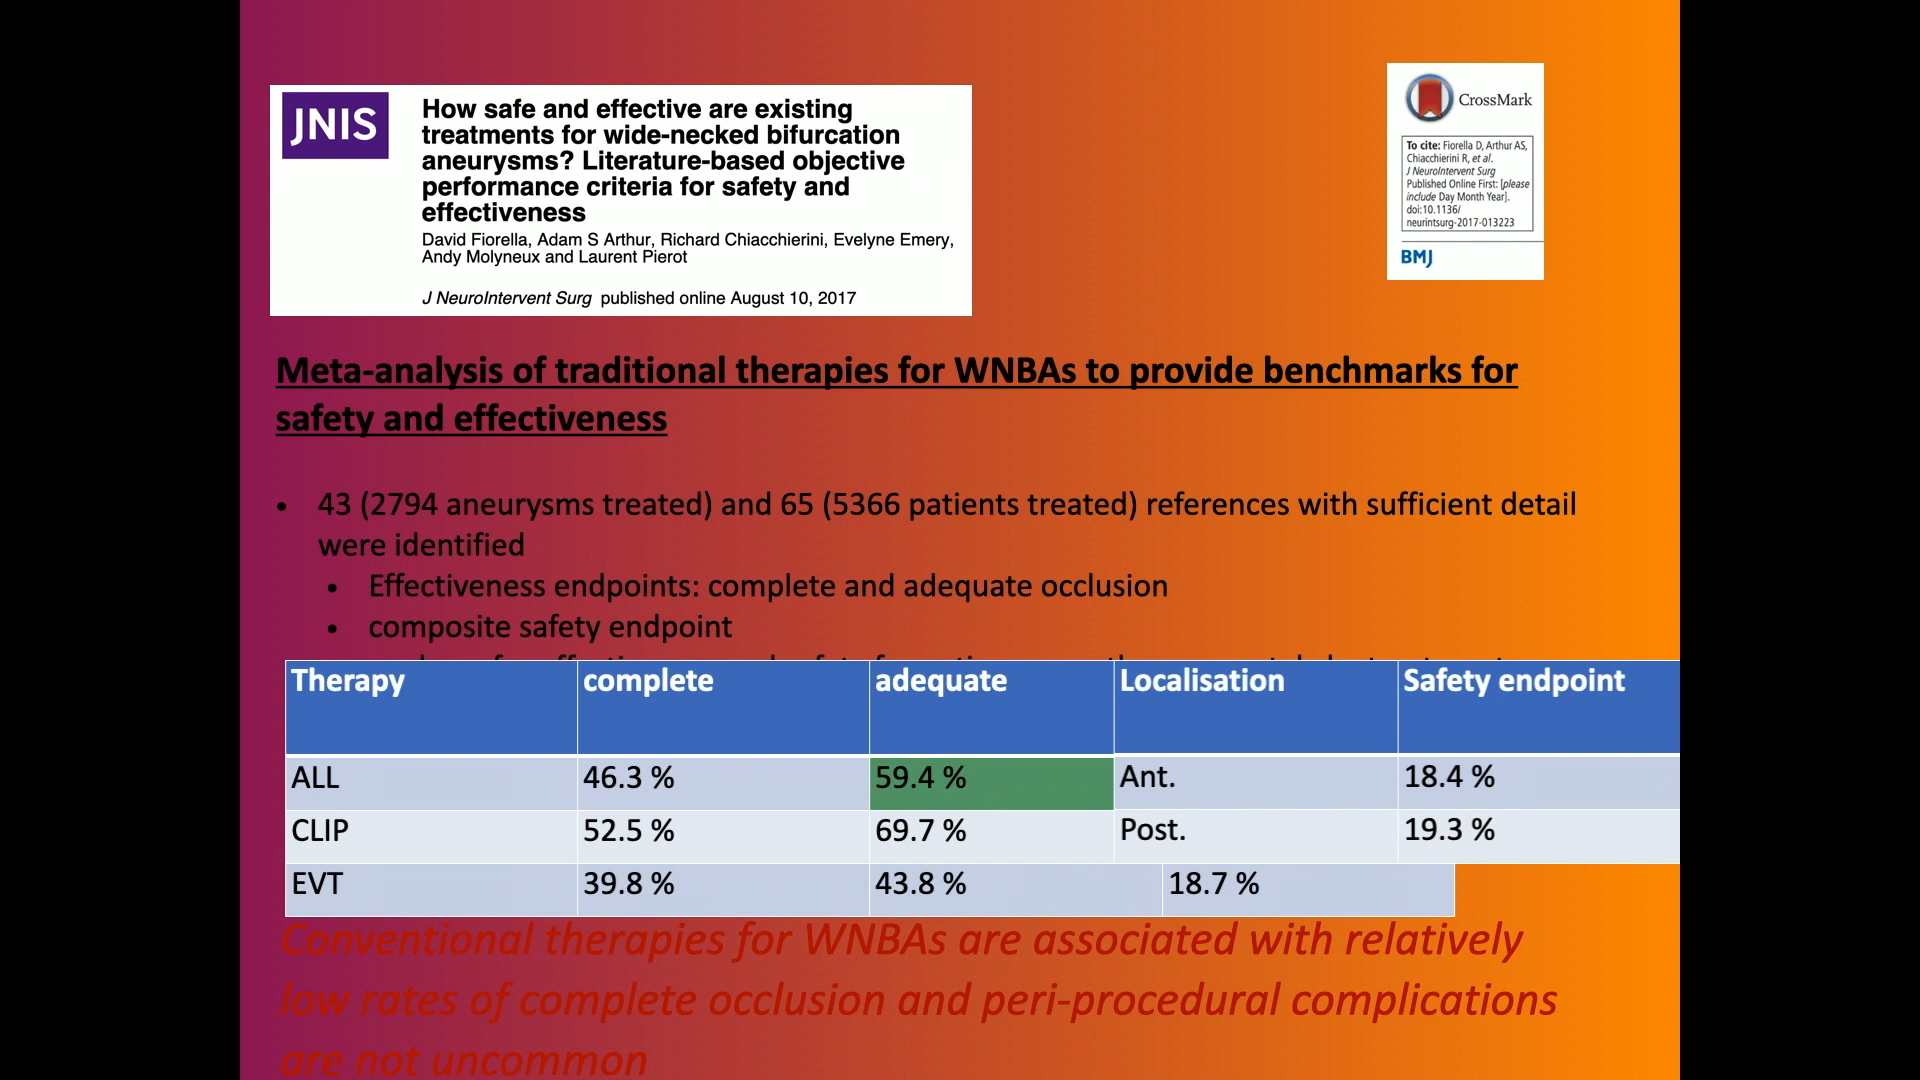 JNIS
How safe and effective are existing
treatments for wide-necked bifurcation
aneurysms? Literature-based objective
performance criteria for safety and
effectiveness
David Fiorella, Adam S Arthur, Richard Chiacchierini, Evelyne Emery,
Andy Molyneux and Laurent Pierot
J NeuroIntervent Surg published online August 10, 2017
CrossMark
To cite: Fiorella D, Arthur AS,
Chiacchierini R, et al.
J NeuroIntervent Surg
Published Online First: [please
include Day Month Year].
doi:10.1136/
neurintsurg-2017-013223
BMJ
Meta-analysis of traditional therapies for WNBAs to provide benchmarks for
safety and effectiveness
• 43 (2794 aneurysms treated) and 65 (5366 patients treated) references with sufficient detail
were identified
• Effectiveness endpoints: complete and adequate occlusion
• composite safety endpoint
Therapy complete adequate Localisation Safety endpoint
ALL 46.3 % 59.4 % Ant. 18.4 %
CLIP 52.5 % 69.7 % Post. 19.3 %
EVT 39.8 % 43.8 % 18.7 %
Conventional therapies for WNBAs are associated with relatively
low rates of complete occlusion and peri-procedural complications
are not uncommon